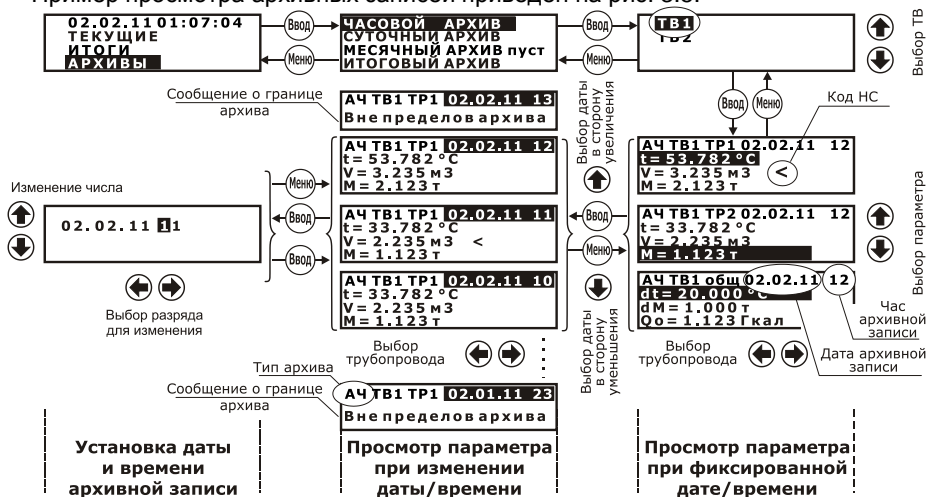 Пример просмотра архивных записей приведен на рис. 3.8.
02.02.11 01:07:04
ТЕКУЩИЕ
ИТОГИ
АРХИВЫ
Ввод
Меню
ЧАСОВОЙ АРХИВ
СУТОЧНЫЙ АРХИВ
МЕСЯЧНЫЙ АРХИВ пуст
ИТОГОВЫЙ АРХИВ
Ввод
Меню
ТВ1
ТВ2
Выбор ТВ
Сообщение о границе
архива
АЧ ТВ1 ТР1 02.02.11 13
Вне пределов архива
Выбор даты
в сторону
увеличения
Ввод
Меню
Код НС
АЧ ТВ1 ТР1 02.02.11 12
t= 53.782 °C
V= 3.235 м3
M= 2.123 т
АЧ ТВ1 ТР1 02.02.11 12
t= 53.782 °C
V= 3.235 м3 <
M= 2.123 т
Изменение числа
02.02.11 11
Выбор разряда
для изменения
Меню
Ввод
Ввод
АЧ ТВ1 ТР1 02.02.11 11
t= 33.782 °C
V= 2.235 м3 <
M= 1.123 т
Ввод
Меню
АЧ ТВ1 ТР2 02.02.11 12
t= 33.782 °C
V= 2.235 м3
M= 1.123 т
Выбор параметра
АЧ ТВ1 ТР1 02.02.11 10
t= 33.782 °C
V= 2.235 м3
M= 1.123 т
АЧ ТВ1 общ 02.02.11 12
dt= 20.000 °C
dM= 1.000 т
Qo= 1.123 Гкал
Час
архивной
записи
Дата архивной
записи
Выбор
трубопровода
Выбор даты
в сторону
уменьшения
Выбор
трубопровода
Тип архива
Сообщение о границе
архива
АЧ ТВ1 ТР1 02.01.11 23
Вне пределов архива
Установка даты
и времени
архивной записи
Просмотр параметра
при изменении
даты/времени
Просмотр параметра
при фиксированной
дате/времени